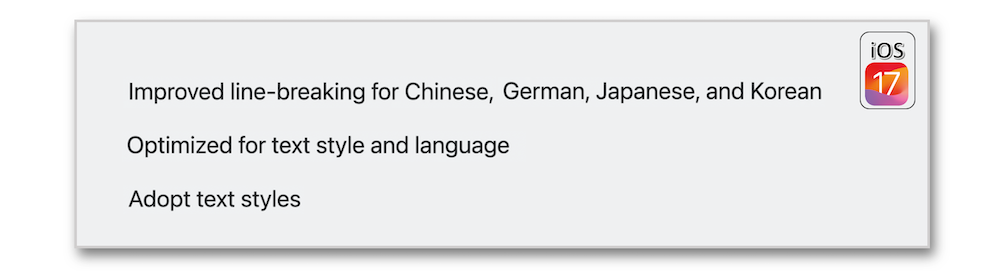 iOS
17
Improved line-breaking for Chinese, German, Japanese, and Korean
Optimized for text style and language
Adopt text styles